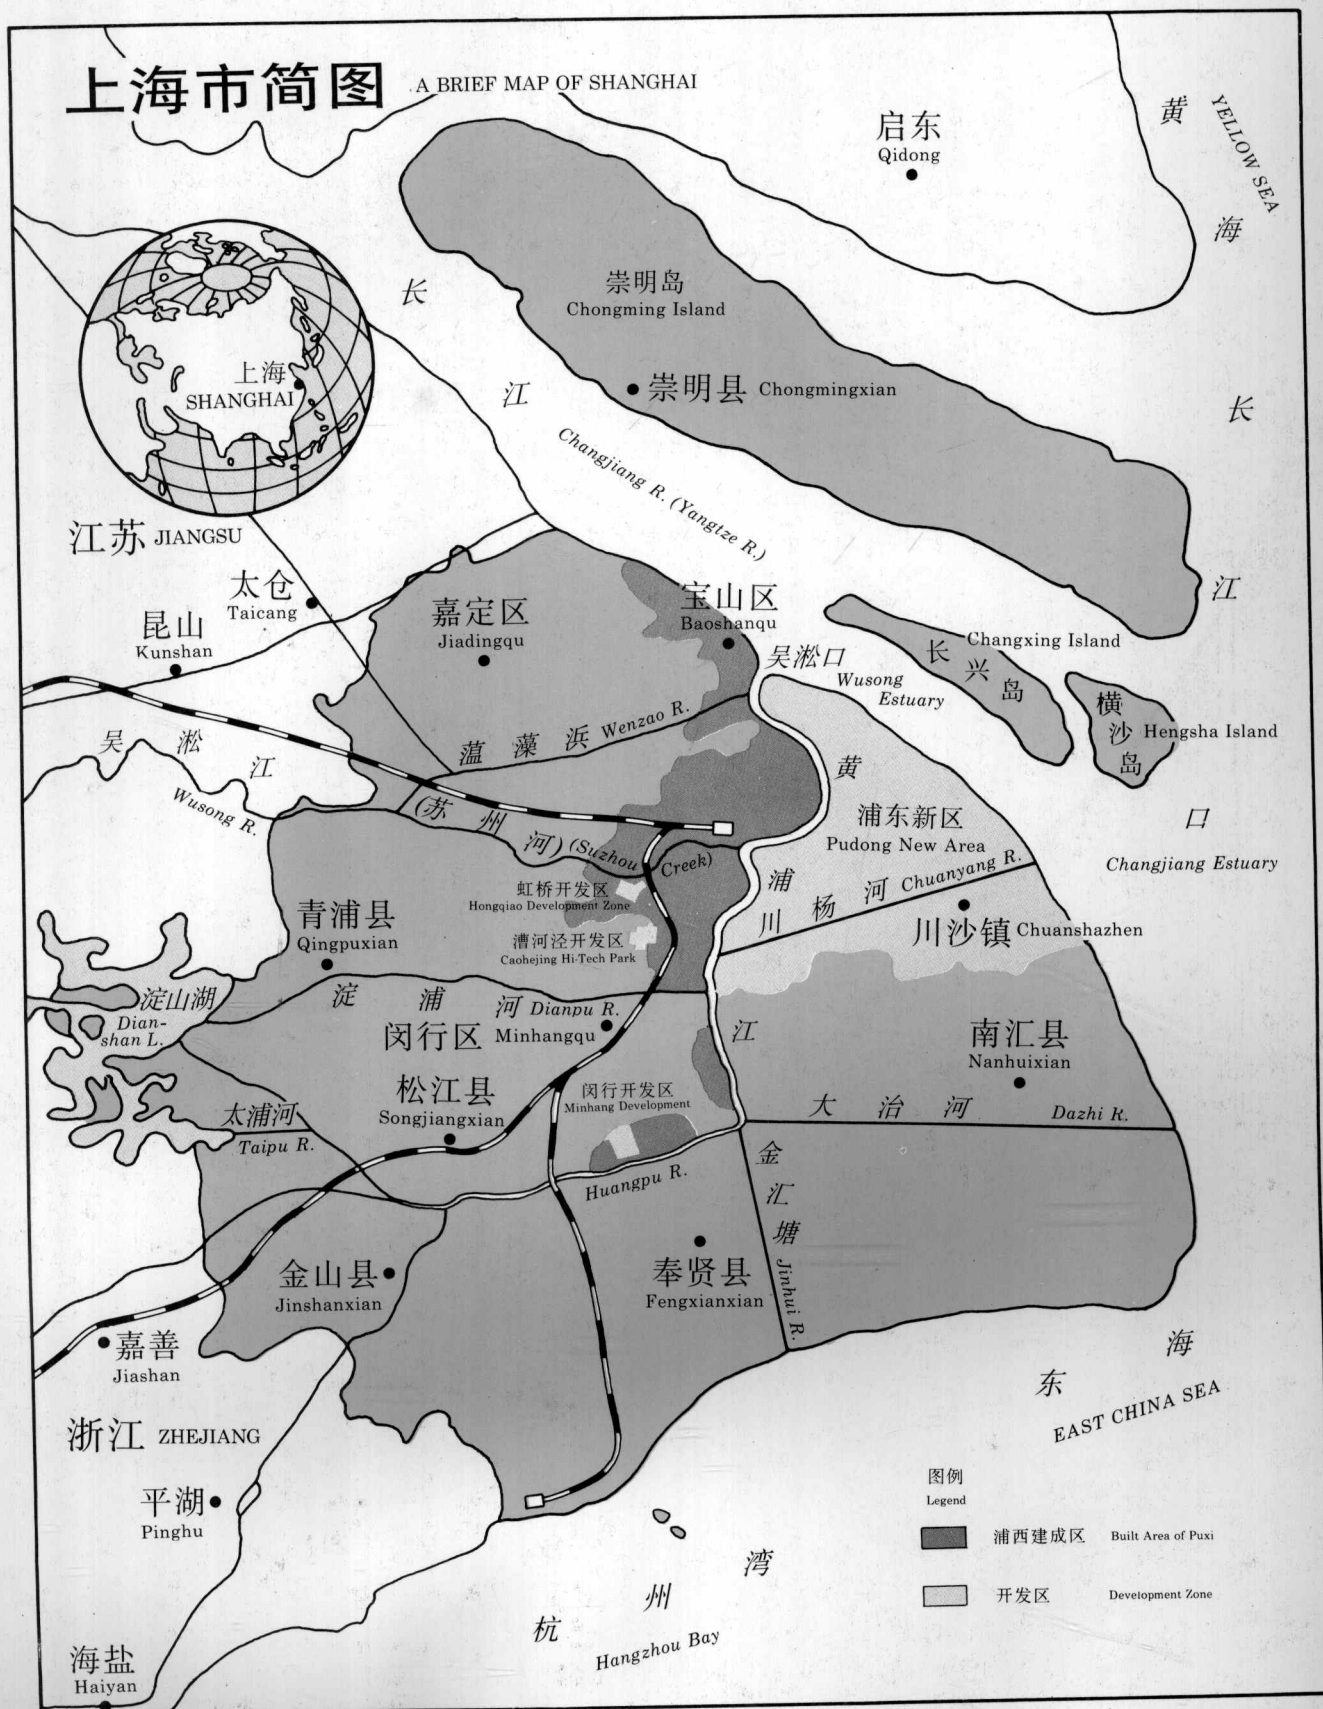 上海市简图
A BRIEF MAP OF SHANGHAI
启东
Qidong
黄海
YELLOW SEA
崇明岛
Chongming Island
崇明县 Chongmingxian
长江
Changjiang R. (Yangtze R.)
上海
SHANGHAI
江苏 JIANGSU
太仓
Taicang
昆山
Kunshan
嘉定区
Jiadingqu
宝山区
Baoshanqu
吴淞口
Wusong
Estuary
长兴岛
Changxing Island
横沙岛
Hengsha Island
长江口
Changjiang Estuary
吴淞江
Wusong R.
蕰藻浜 Wenzao R.
(苏州河) (Suzhou Creek)
黄浦江
浦东新区
Pudong New Area
川杨河 Chuanyang R.
川沙镇 Chuanshazhen
虹桥开发区
Hongqiao Development Zone
漕河泾开发区
Caohejing Hi-Tech Park
青浦县
Qingpuxian
淀山湖
Dian-
shan L.
淀浦河 Dianpu R.
闵行区 Minhangqu
南汇县
Nanhuixian
松江县
Songjiangxian
闵行开发区
Minhang Development
太浦河
Taipu R.
大治河 Dazhi R.
Huangpu R.
金汇塘 Jinhui R.
金山县
Jinshanxian
奉贤县
Fengxianxian
嘉善
Jiashan
浙江 ZHEJIANG
平湖
Pinghu
东海
EAST CHINA SEA
图例
Legend
浦西建成区 Built Area of Puxi
开发区 Development Zone
杭州湾
Hangzhou Bay
海盐
Haiyan